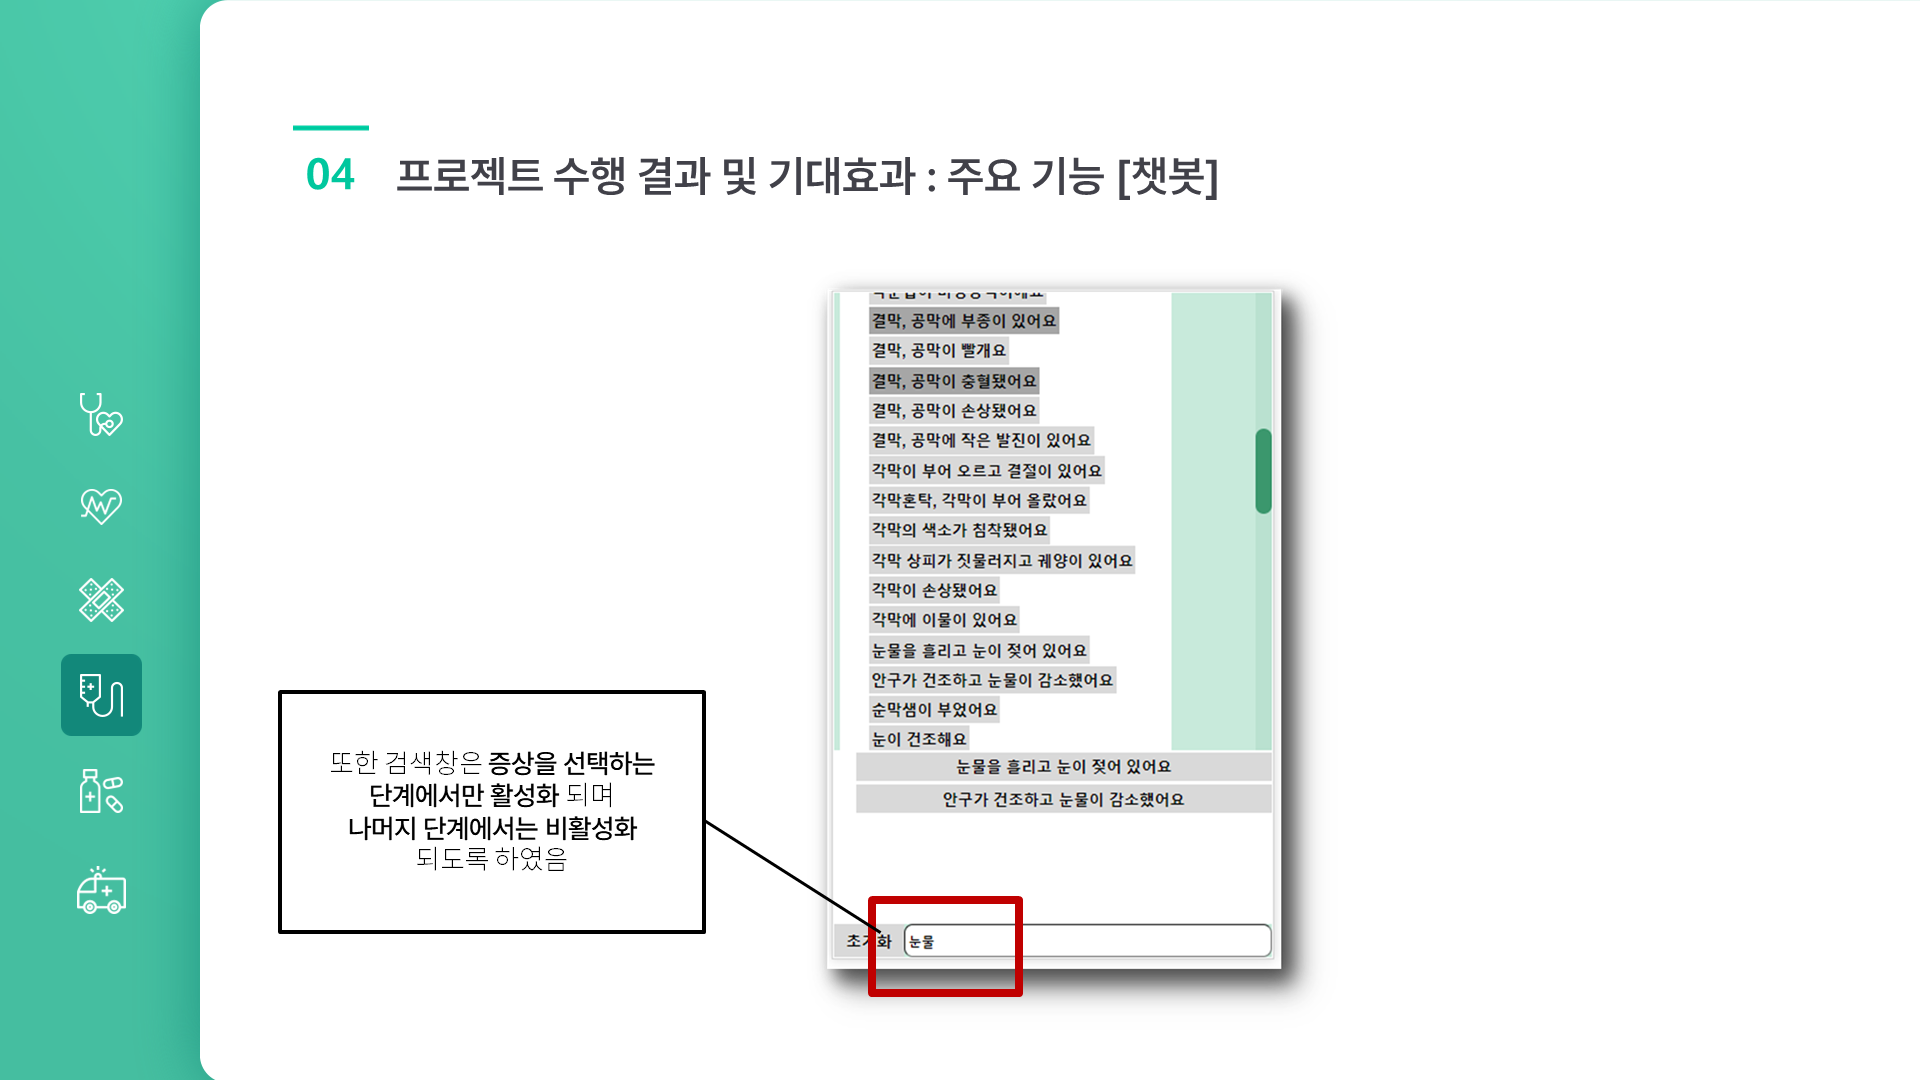 04 프로젝트 수행 결과 및 기대효과 : 주요 기능 [챗봇]
결막, 공막에 부종이 있어요
결막, 공막이 빨개요
결막, 공막이 충혈됐어요
결막, 공막이 손상됐어요
결막, 공막에 작은 발진이 있어요
각막이 부어 오르고 결절이 있어요
각막혼탁, 각막이 부어 올랐어요
각막의 색소가 침착됐어요
각막 상피가 짓물러지고 궤양이 있어요
각막이 손상됐어요
각막에 이물이 있어요
눈물을 흘리고 눈이 젖어 있어요
안구가 건조하고 눈물이 감소했어요
순막샘이 부었어요
눈이 건조해요
눈물을 흘리고 눈이 젖어 있어요
안구가 건조하고 눈물이 감소했어요
초기화 눈물
또한 검색창은 증상을 선택하는
단계에서만 활성화 되며
나머지 단계에서는 비활성화
되도록 하였음